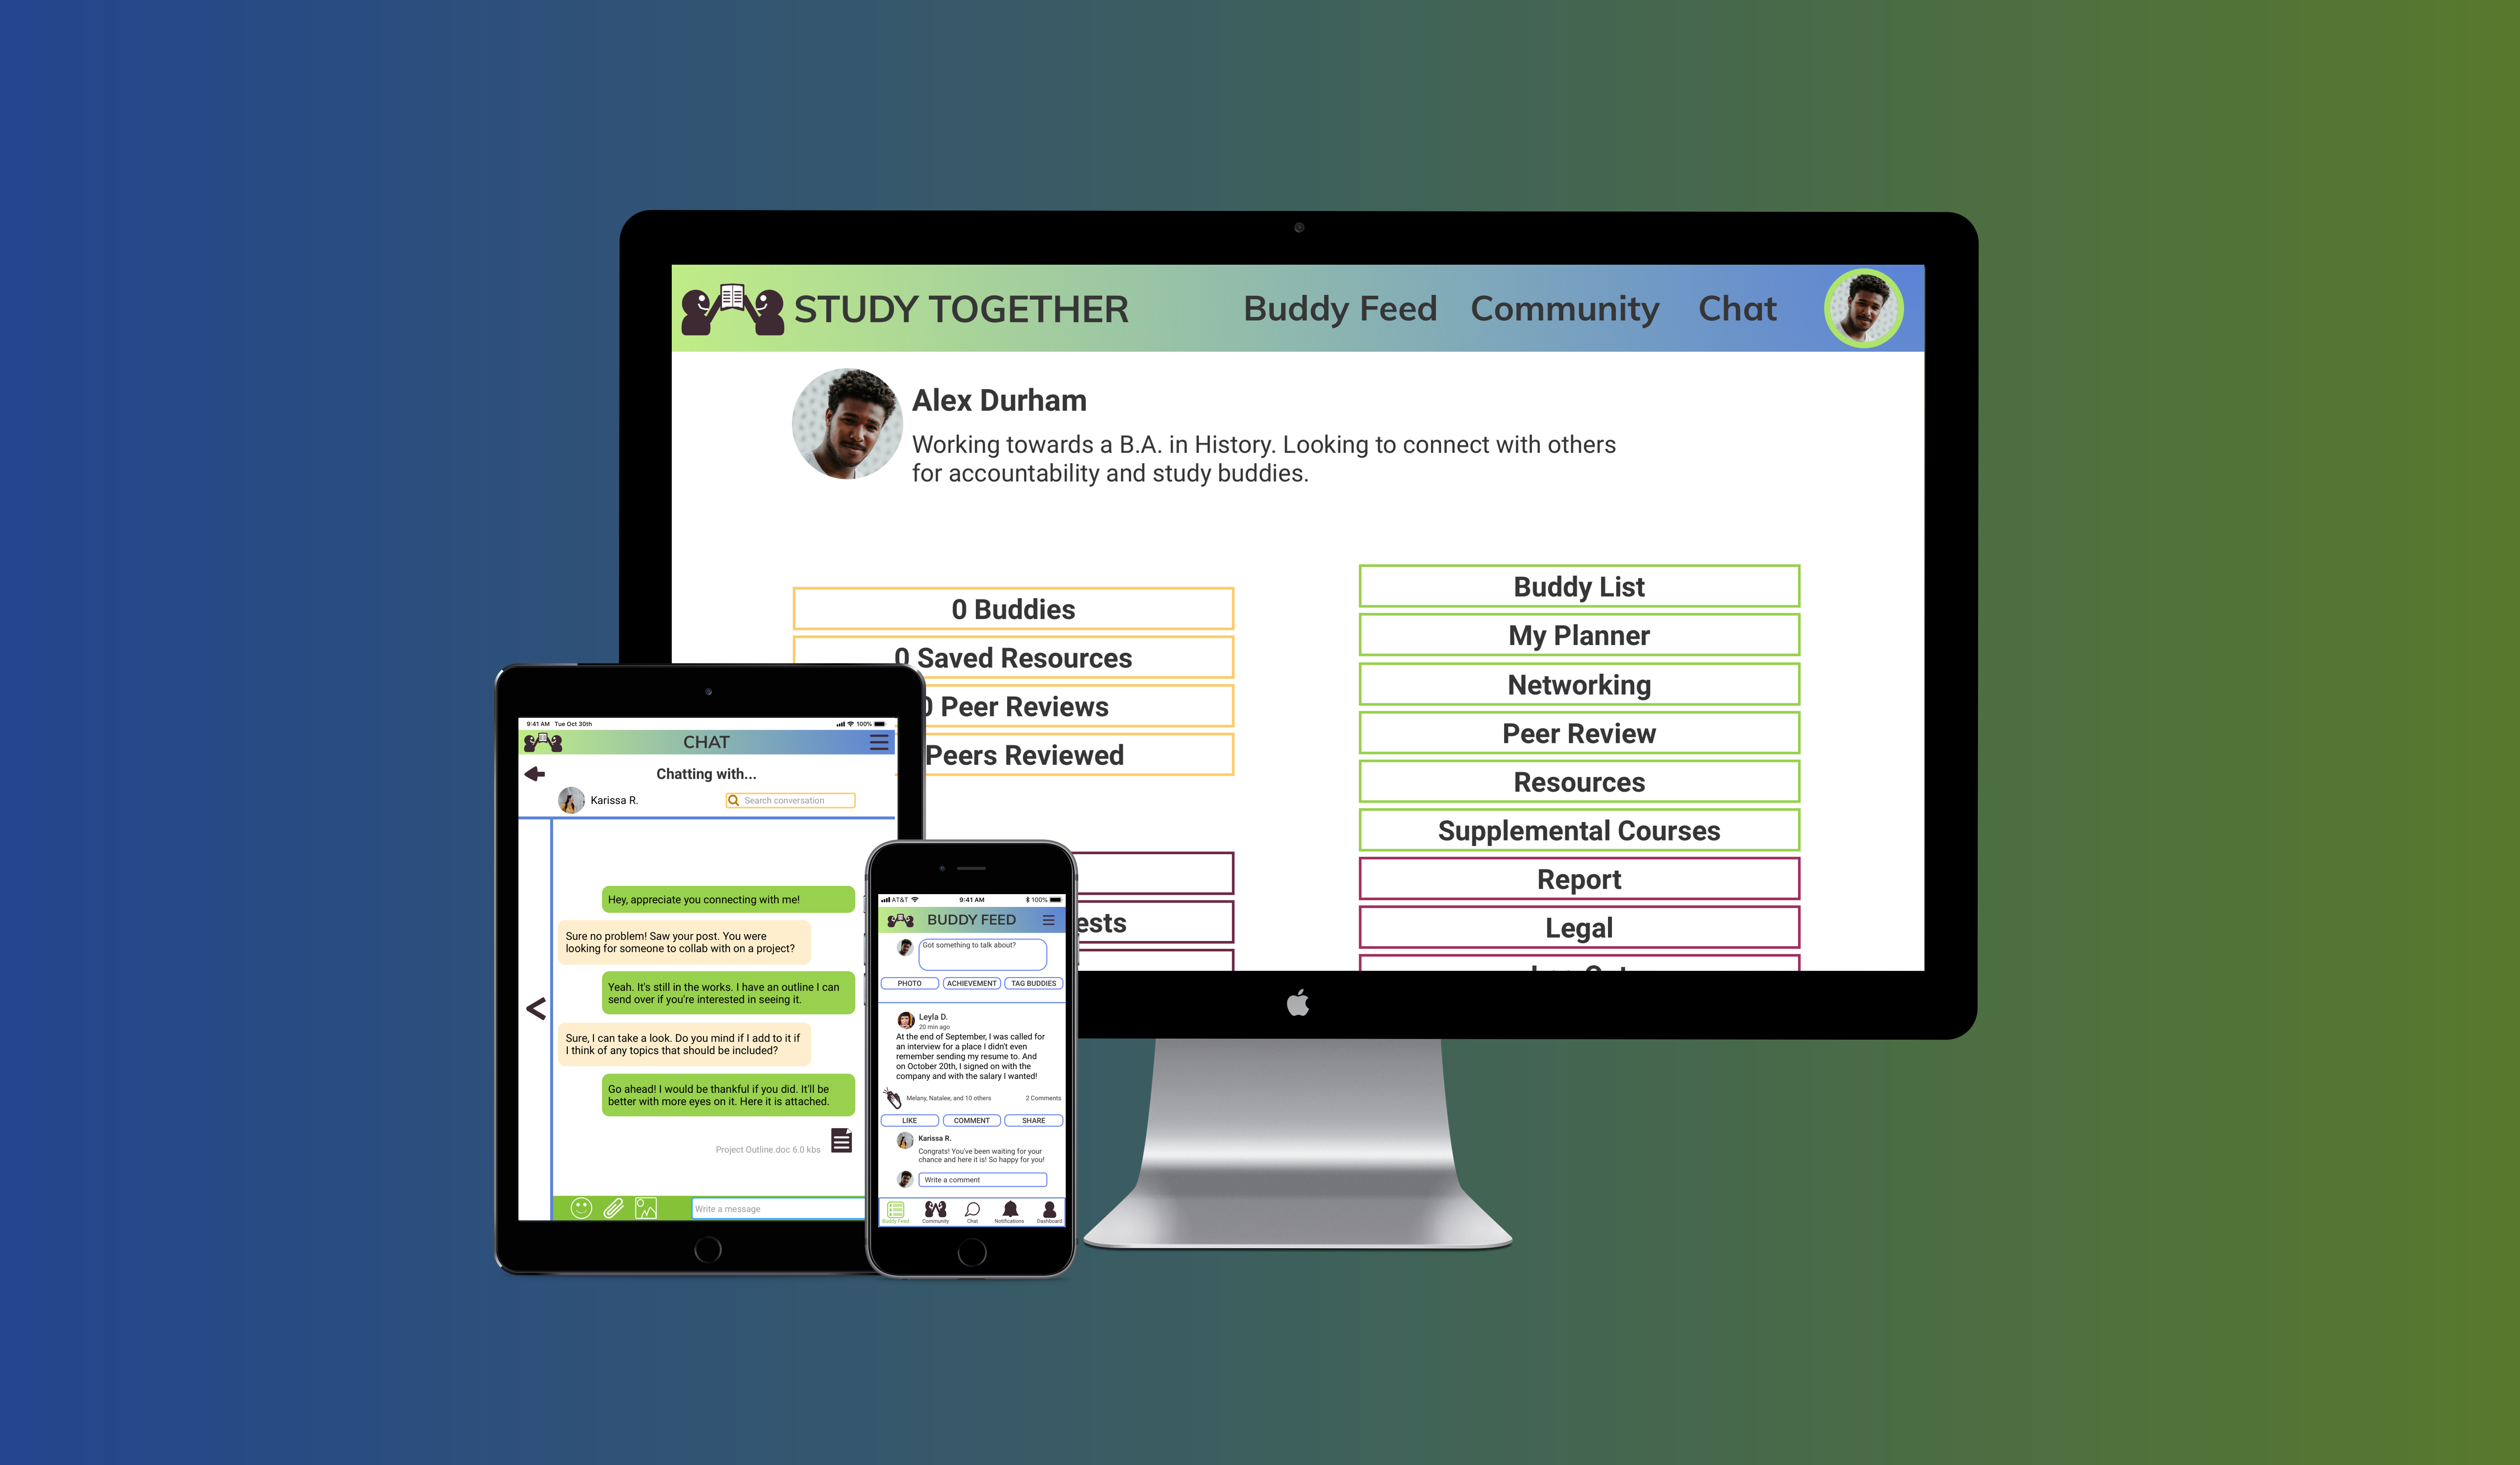 STUDY TOGETHER
Buddy Feed Community Chat
Alex Durham
Working towards a B.A. in History. Looking to connect with others
for accountability and study buddies.
0 Buddies
0 Saved Resources
0 Peer Reviews
Peers Reviewed
ests
Buddy List
My Planner
Networking
Peer Review
Resources
Supplemental Courses
Report
Legal
9:41 AM Tue Oct 30th 100%
CHAT
Chatting with...
Karissa R.
Search conversation
Hey, appreciate you connecting with me!
Sure no problem! Saw your post. You were
looking for someone to collab with on a project?
Yeah. It's still in the works. I have an outline I can
send over if you're interested in seeing it.
<
Sure, I can take a look. Do you mind if I add to it if
I think of any topics that should be included?
Go ahead! I would be thankful if you did. It'll be
better with more eyes on it. Here it is attached.
Project Outline.doc 6.0 kbs
Write a message
AT&T 9:41 AM 100%
BUDDY FEED
Got something to talk about?
PHOTO ACHIEVEMENT TAG BUDDIES
Leyla D.
20 min ago
At the end of September, I was called for
an interview for a place I didn't even
remember sending my resume to. And
on October 20th, I signed on with the
company and with the salary I wanted!
Melany, Natalee, and 10 others 2 Comments
LIKE COMMENT SHARE
Karissa R.
Congrats! You've been waiting for your
chance and here it is! So happy for you!
Write a comment
Buddy Feed Community Chat Notifications Dashboard